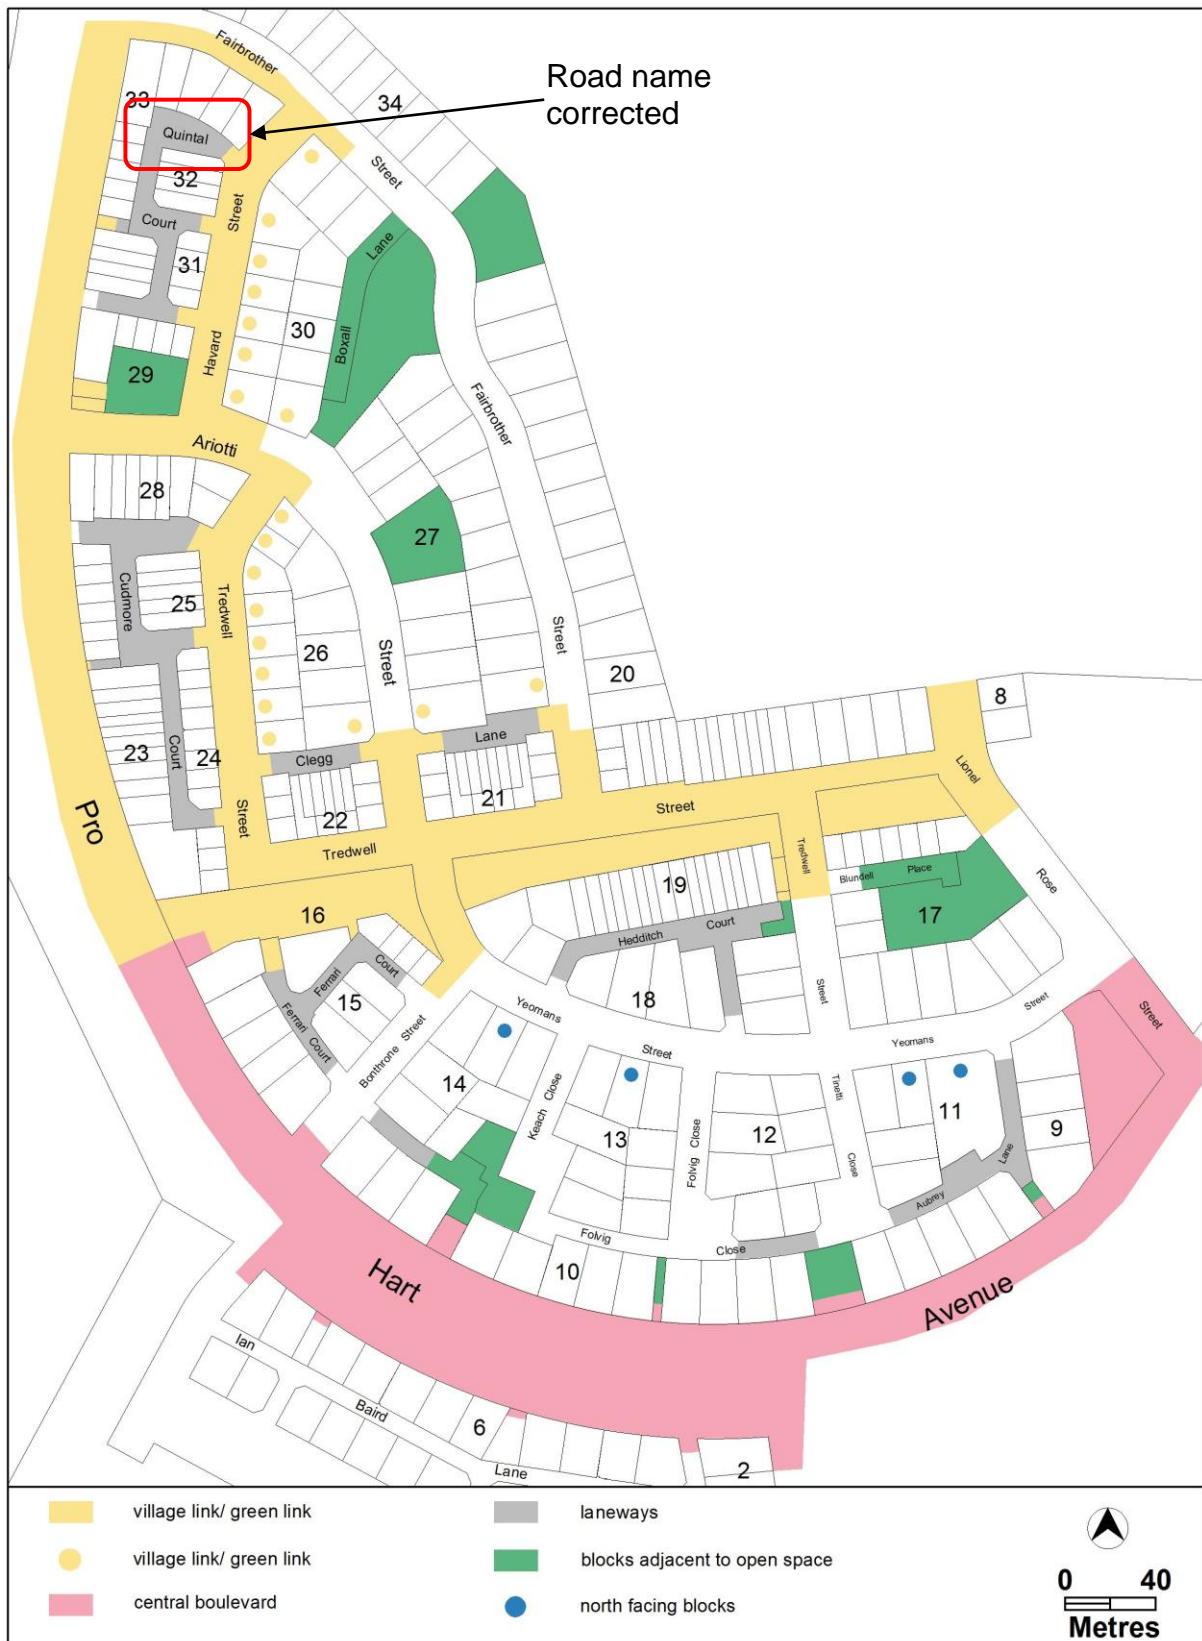 Fairbrother
Road name
corrected
33
34
Quintal
Street
32
Street
Court
Lane
31
30
Boxall
Havard
29
Fairbrother
Ariotti
28
27
Cudmore
Tredwell
25
Street
Street
26
20
8
Lane
23
Court
24
Clegg
Lionel
21
Pro
Street
22
Street
Tredwell
Tredwell
Blundell
Place
Rose
19
16
17
Court
Hedditch
Ferrari
Court
15
18
Street
Ferrari
Court
Yeomans
Street
Street
Bonthrone
Street
Street
Yeomans
14
Keach Close
Tinetti
11
13
Folvig Close
12
9
Close
Lane
Aubrey
Folvig
Close
Hart
10
Avenue
Ian
Baird
6
Lane
2
village link/ green link
laneways
village link/ green link
blocks adjacent to open space
central boulevard
north facing blocks
0 40
Metres